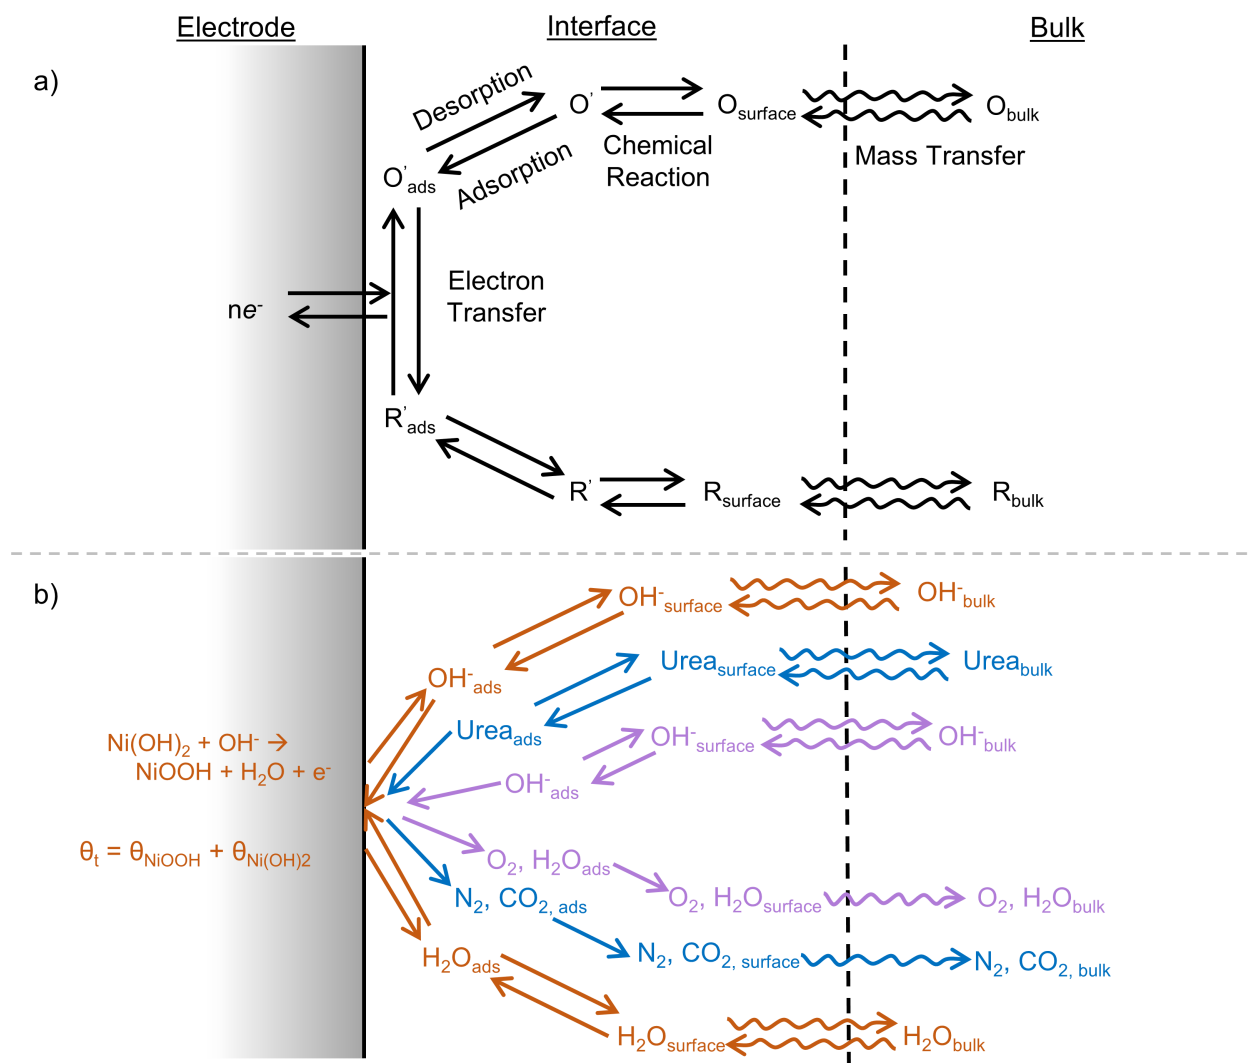 Electrode Interface Bulk
a)
Desorption
O' O_surface O_bulk
Adsorption
Chemical
Reaction
Mass Transfer
O'_ads
Electron
Transfer
ne⁻
R'_ads
R' R_surface R_bulk
b)
OH⁻_surface OH⁻_bulk
Urea_surface Urea_bulk
OH⁻_ads
Urea_ads
OH⁻_surface OH⁻_bulk
Ni(OH)₂ + OH⁻ →
NiOOH + H₂O + e⁻
OH⁻_ads
θ_t = θ_NiOOH + θ_Ni(OH)2
O₂, H₂O_ads
N₂, CO₂, ads
O₂, H₂O_surface O₂, H₂O_bulk
H₂O_ads
N₂, CO₂, surface N₂, CO₂, bulk
H₂O_surface H₂O_bulk